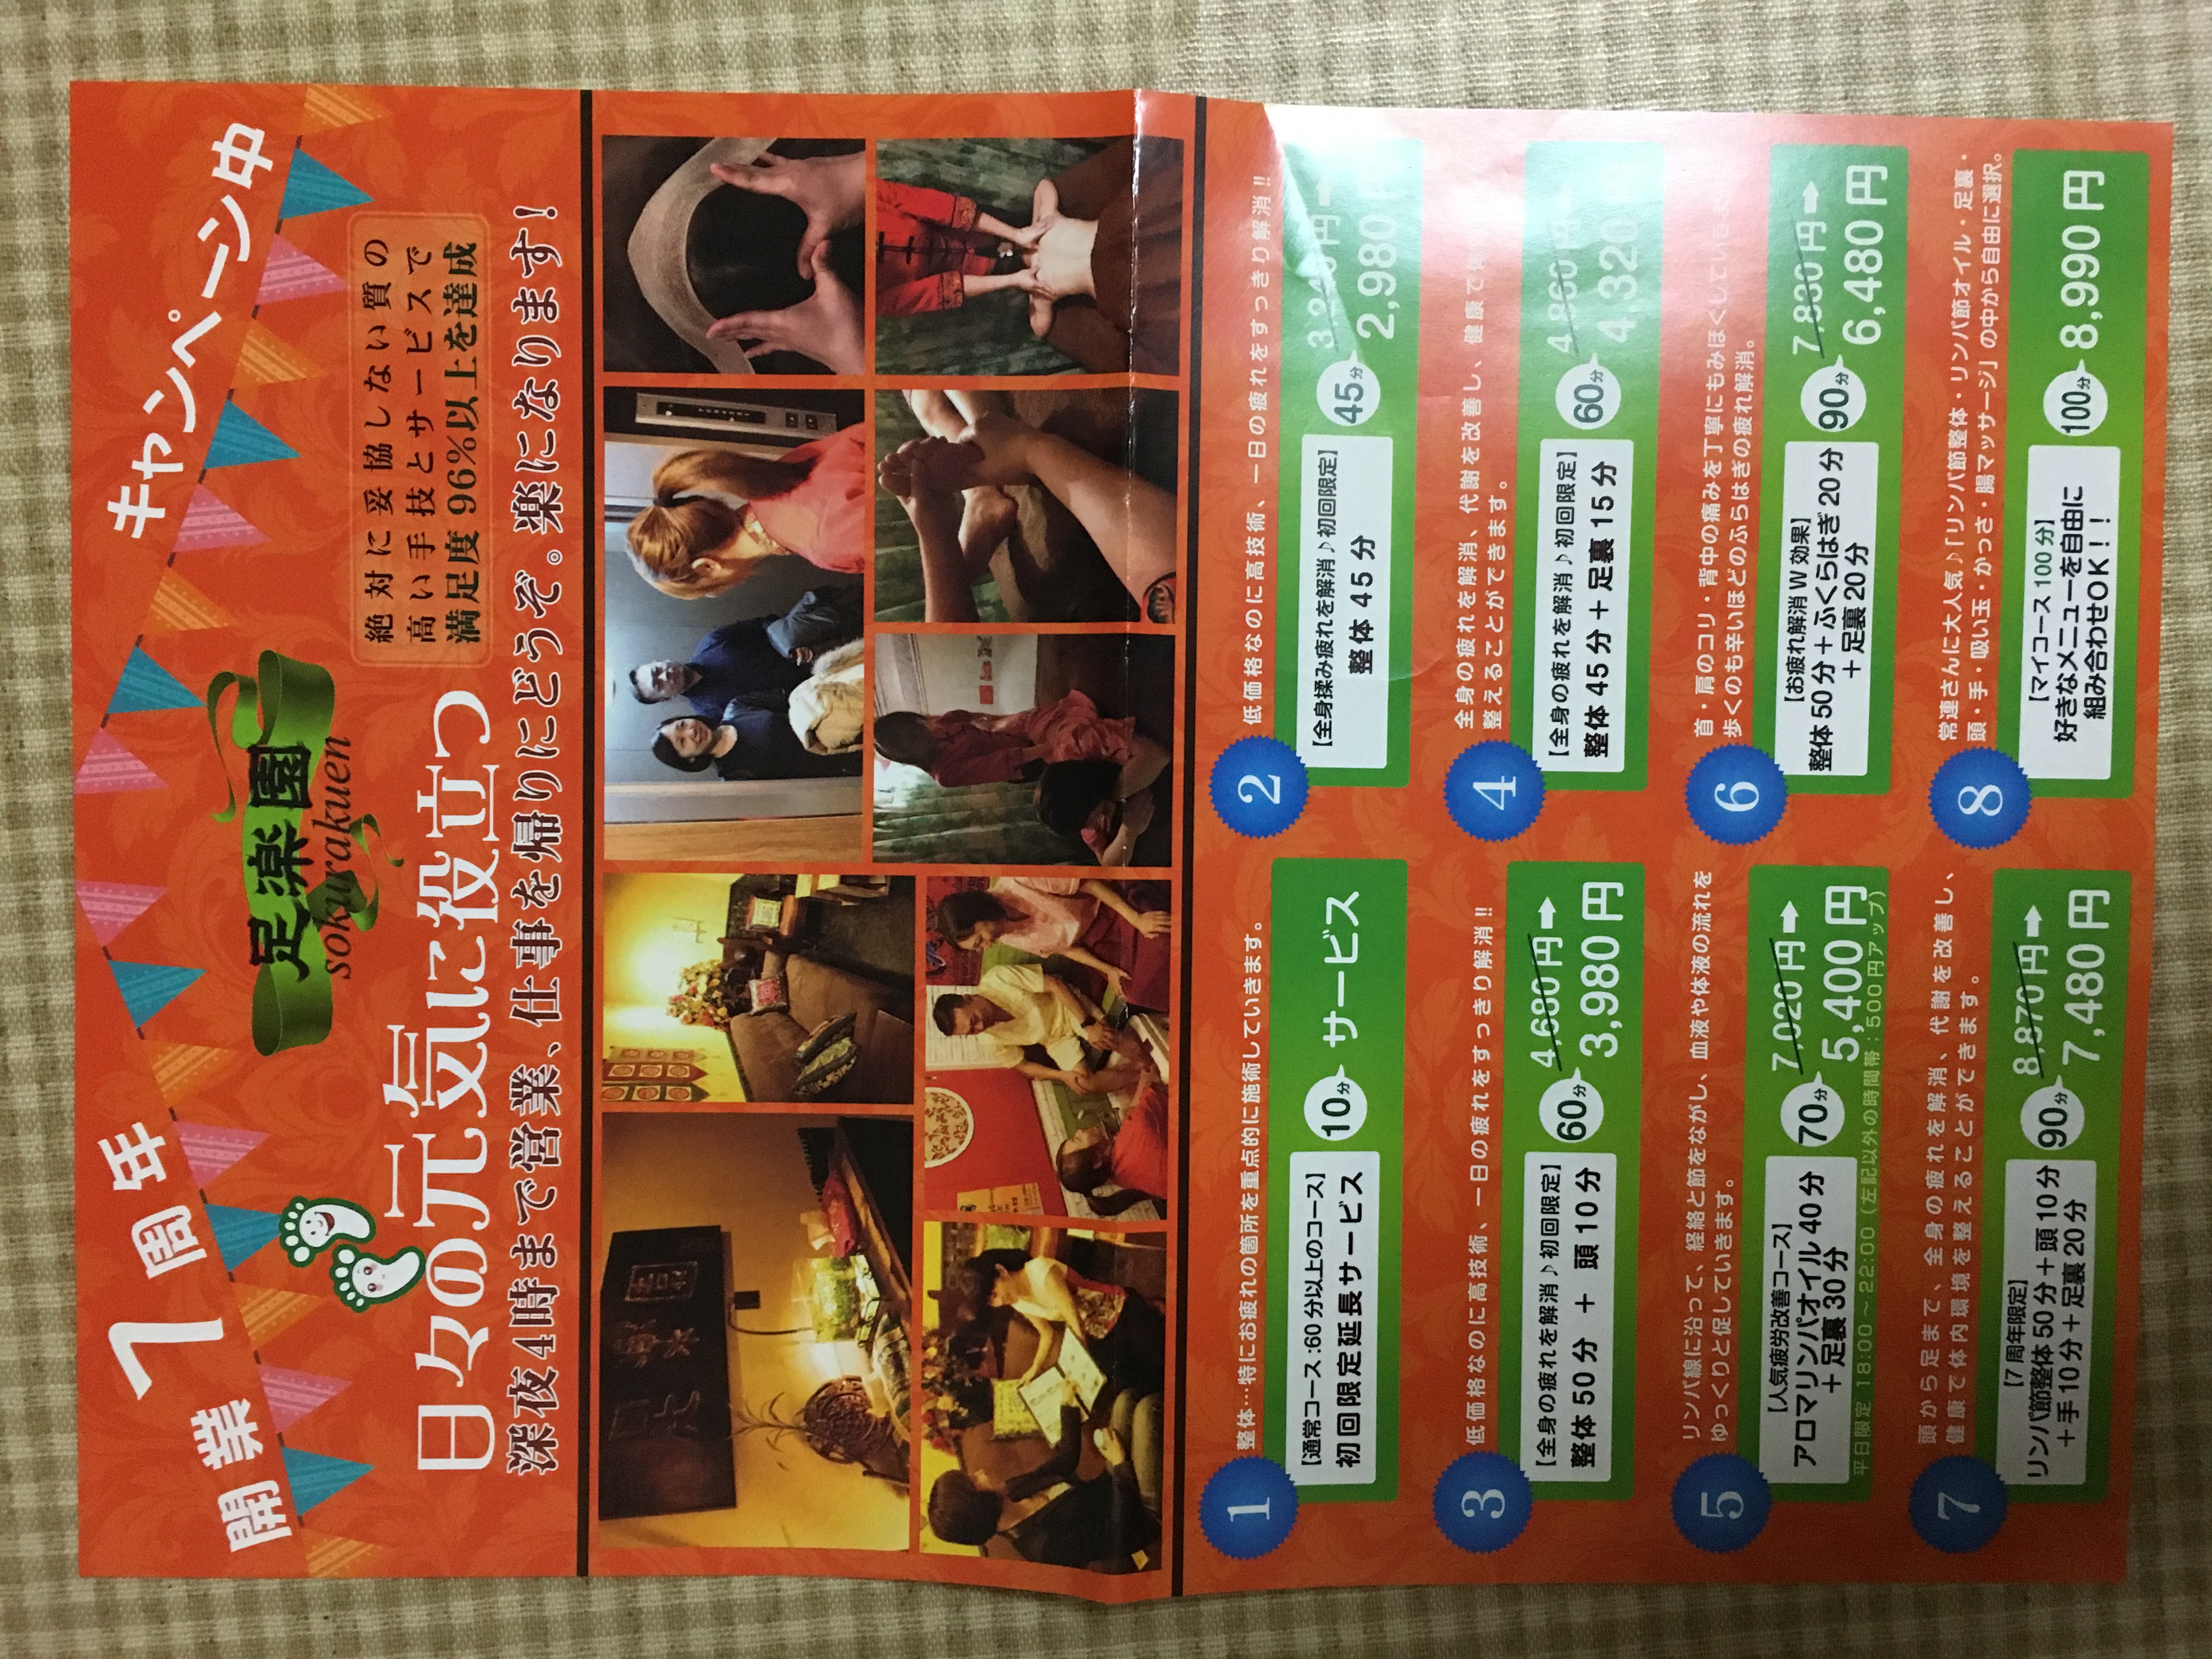 開業7周年
キャンペーン中
足楽園
sokurakuen
日々の元気に役立つ
絶対に妥協しない質の
高い手技とサービスで
満足度96%以上を達成
深夜4時まで営業、仕事を帰りにどうぞ。楽になります!
足楽園
1
整体…特にお疲れの箇所を重点的に施術していきます。
【通常コース:60分以上のコース】
初回限定延長サービス
10分
サービス
2
低価格なのに高技術、一日の疲れをすっきり解消!!
【全身揉み疲れを解消♪初回限定】
整体45分
45分
2,980
3
低価格なのに高技術、一日の疲れをすっきり解消!!
【全身の疲れを解消♪初回限定】
整体50分 + 頭10分
60分
4,680円➡
3,980円
4
全身の疲れを解消、代謝を改善し、健康で
整えることができます。
【全身の疲れを解消♪初回限定】
整体45分+足裏15分
60分
4,320
5
リンパ線に沿って、経絡と節をながし、血液や体液の流れを
ゆっくりと促していきます。
【人気疲労改善コース】
アロマリンパオイル40分
+足裏30分
70分
7,020円➡
5,400円
平日限定 18:00~22:00(左記以外の時間帯:500円アップ)
6
首・肩のコリ・背中の痛みを丁寧にもみほぐしてい
歩くのも辛いほどのふらはぎの疲れ解消。
【お疲れ解消W効果】
整体50分+ふくらはぎ20分
+足裏20分
90分
7,830円➡
6,480円
7
頭から足まで、全身の疲れを解消、代謝を改善し、
健康で体内環境を整えることができます。
【7周年限定】
リンパ節整体50分+頭10分
+手10分+足裏20分
90分
8,870円➡
7,480円
8
常連さんに大人気♪「リンパ節整体・リンパ節オイル・足裏・
頭・手・吸い玉・かっさ・腸マッサージ」の中から自由に選択。
【マイコース100分】
好きなメニューを自由に
組み合わせOK!!
100分
8,990円